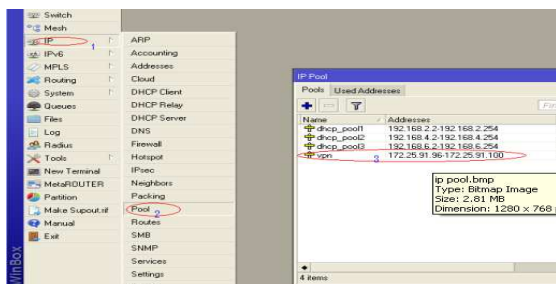 Switch
Mesh
IP
1
IPv6
MPLS
Routing
System
Queues
Files
Log
Radius
Tools
New Terminal
MetaROUTER
Partition
Make Supout.rif
Manual
Exit
WinBox
ARP
Accounting
Addresses
Cloud
DHCP Client
DHCP Relay
DHCP Server
DNS
Firewall
Hotspot
IPsec
Neighbors
Packing
Pool 2
Routes
SMB
SNMP
Services
Settings
IP Pool
Pools Used Addresses
Name Addresses
dhcp_pool1 192.168.2.2-192.168.2.254
dhcp_pool2 192.168.4.2-192.168.4.254
dhcp_pool3 192.168.6.2-192.168.6.254
vpn 3 172.25.91.96-172.25.91.100
ip pool.bmp
Type: Bitmap Image
Size: 2.81 MB
Dimension: 1280 x 768
4 items